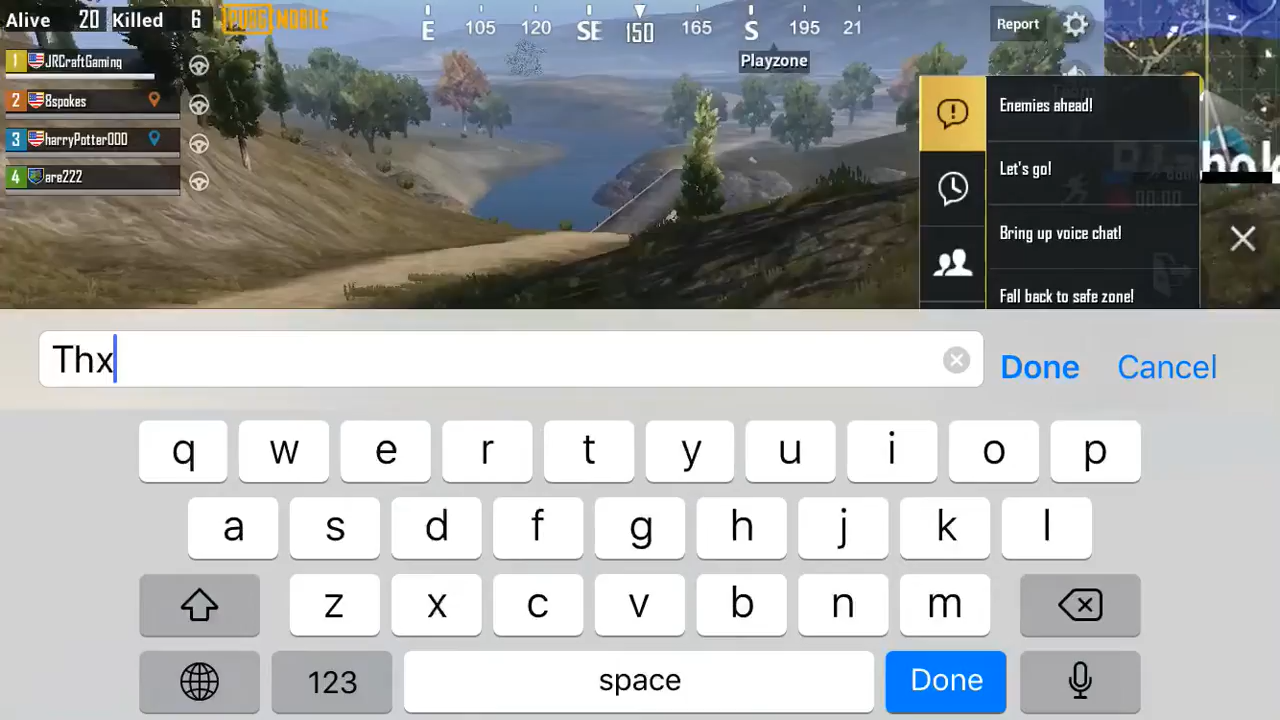 Alive 20 Killed 6
PUBG MOBILE
E 105 120 SE 150 165 S 195 21
Report
Playzone
1 JRCraftGaming
2 8spokes
3 harryPotter000
4 are222
Enemies ahead!
Let's go!
Bring up voice chat!
Fall back to safe zone!
00:00
Thx
Done Cancel
q w e r t y u i o p
a s d f g h j k l
z x c v b n m
123 space Done